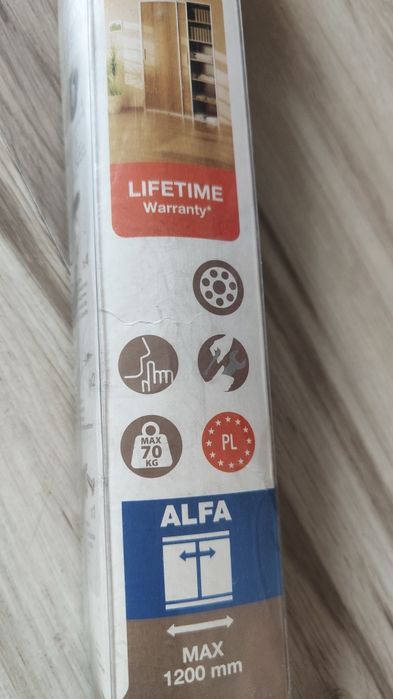 LIFETIME
Warranty*
MAX
70
KG
PL
ALFA
MAX
1200 mm